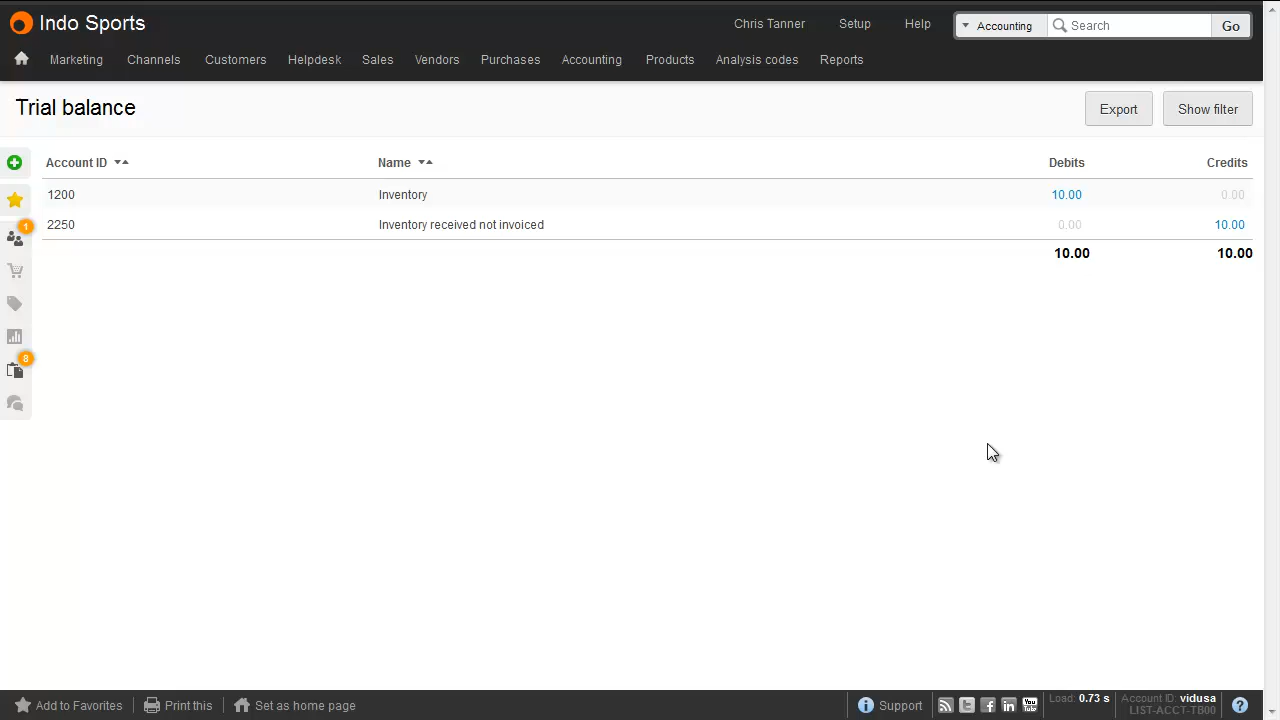 Indo Sports
Chris Tanner Setup Help Accounting Search Go
Marketing Channels Customers Helpdesk Sales Vendors Purchases Accounting Products Analysis codes Reports
Trial balance
Export Show filter
Account ID Name Debits Credits
1200 Inventory 10.00 0.00
1
2250 Inventory received not invoiced 0.00 10.00
10.00 10.00
8
Add to Favorites Print this Set as home page Support You Tube Load: 0.73 s Account ID: vidusa
LIST-ACCT-TB00